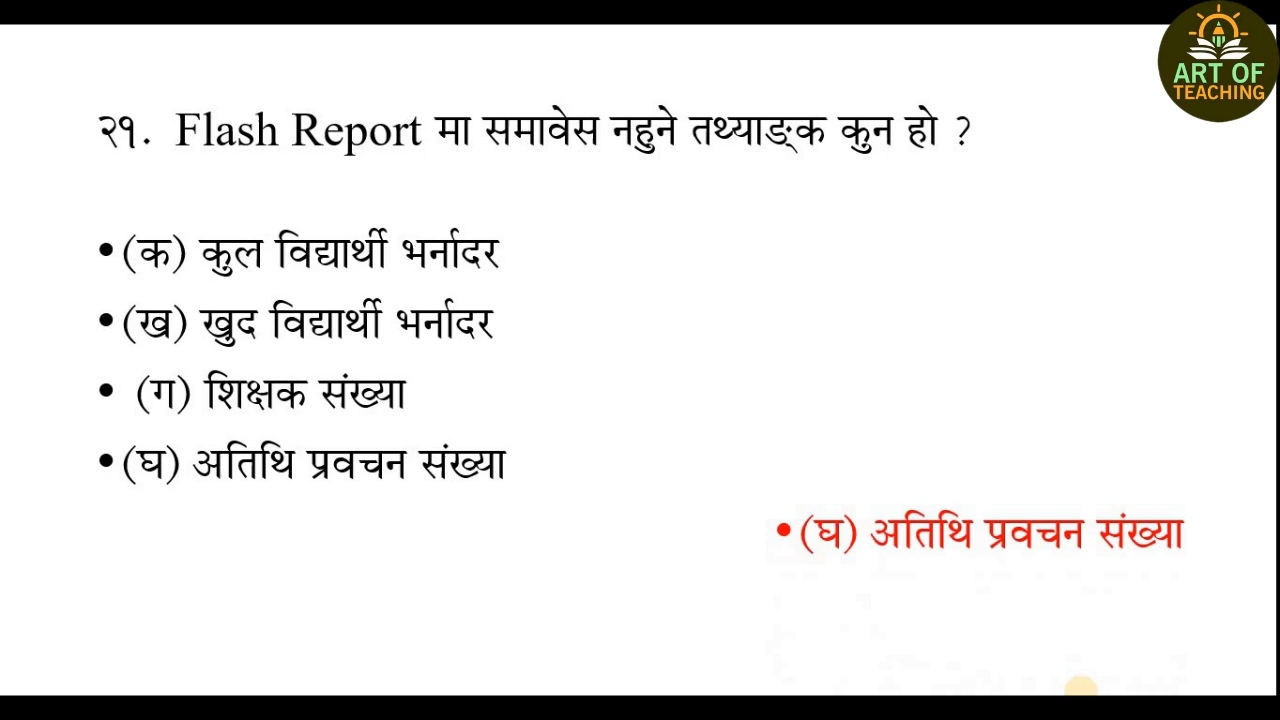 ART OF
TEACHING
२१. Flash Report मा समावेस नहुने तथ्याङ्क कुन हो ?
•(क) कुल विद्यार्थी भर्नादर
•(ख) खुद विद्यार्थी भर्नादर
• (ग) शिक्षक संख्या
•(घ) अतिथि प्रवचन संख्या
•(घ) अतिथि प्रवचन संख्या